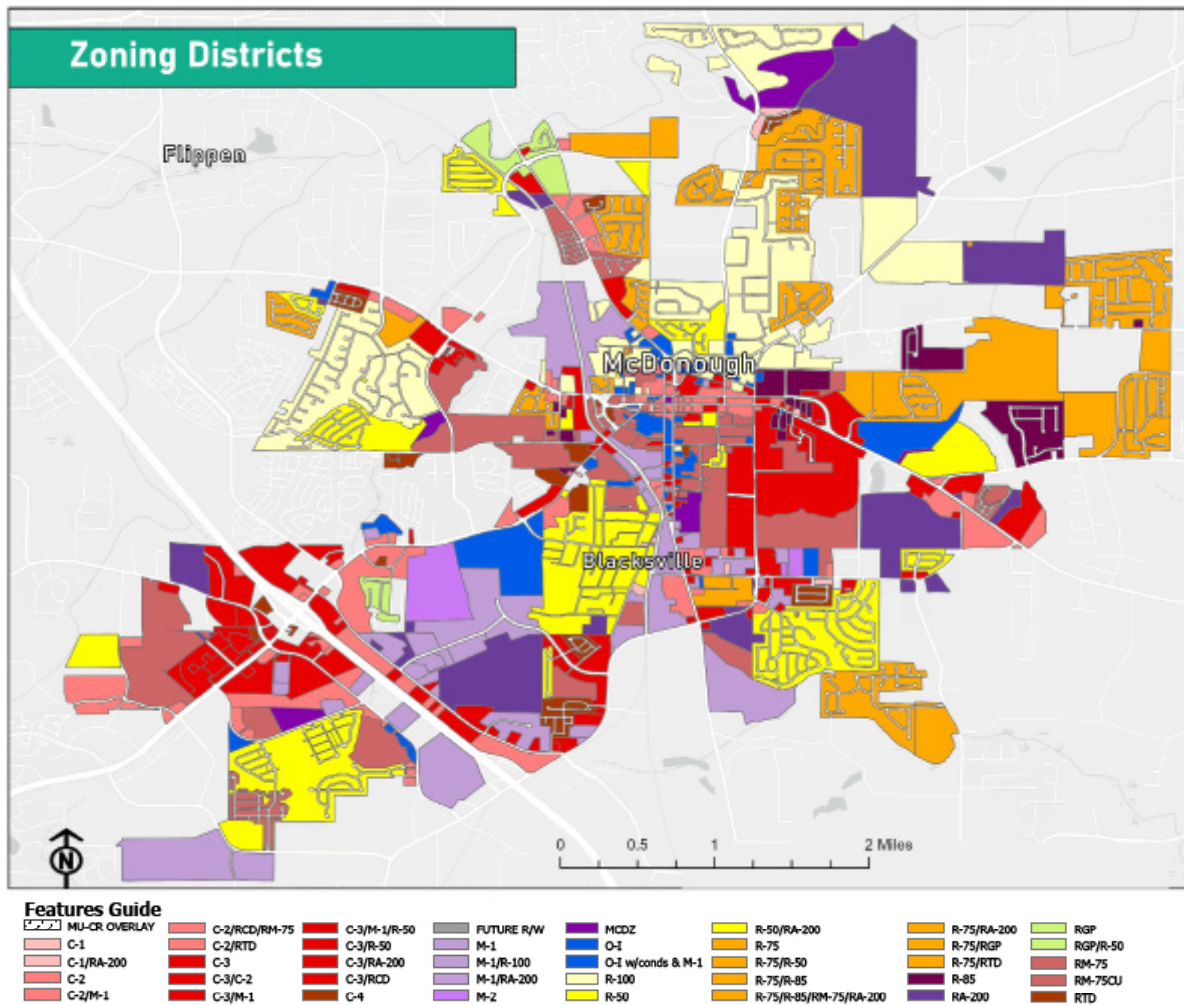 Zoning Districts
Flippen
McDonough
Blacksville
0 0.5 1 2 Miles
N
Features Guide
MU-CR OVERLAY
C-1
C-1/RA-200
C-2
C-2/M-1
C-2/RCD/RM-75
C-2/RTD
C-3
C-3/C-2
C-3/M-1
C-3/M-1/R-50
C-3/R-50
C-3/RA-200
C-3/RCD
C-4
FUTURE R/W
M-1
M-1/R-100
M-1/RA-200
M-2
MCDZ
O-I
O-I w/conds & M-1
R-100
R-50
R-50/RA-200
R-75
R-75/R-50
R-75/R-85
R-75/R-85/RM-75/RA-200
R-75/RA-200
R-75/RGP
R-75/RTD
R-85
RA-200
RGP
RGP/R-50
RM-75
RM-75CU
RTD